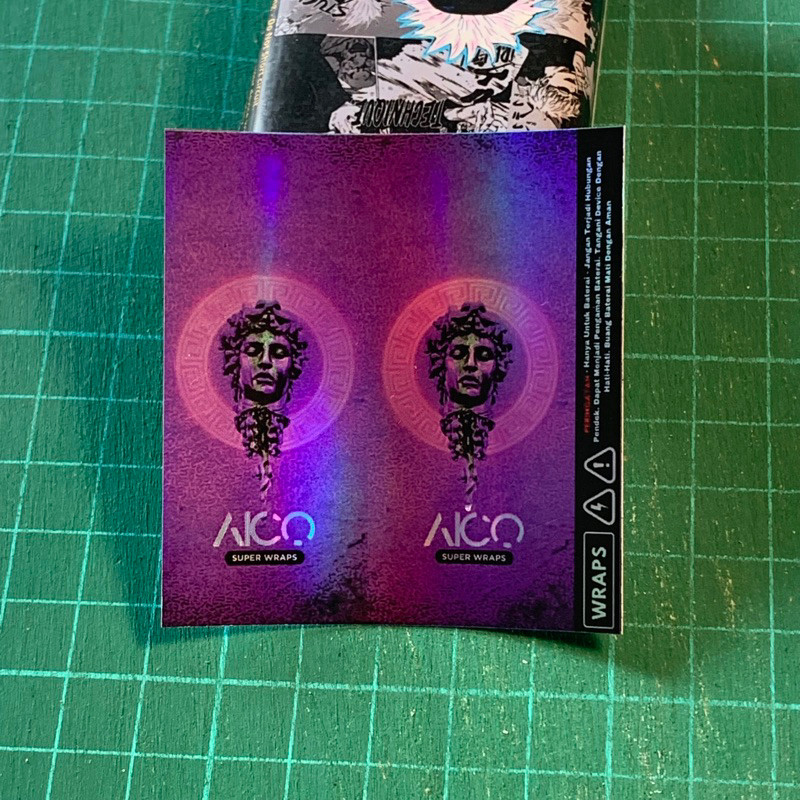 TECHNIQUE
AICO
SUPER WRAPS
AICO
SUPER WRAPS
PERINGATAN - Hanya Untuk Baterai - Jangan Terjadi Hubungan
Pendek. Dapat Menjadi Pengaman Baterai. Tangani Device Dengan
Hati-Hati. Buang Baterai Mati Dengan Aman
WRAPS